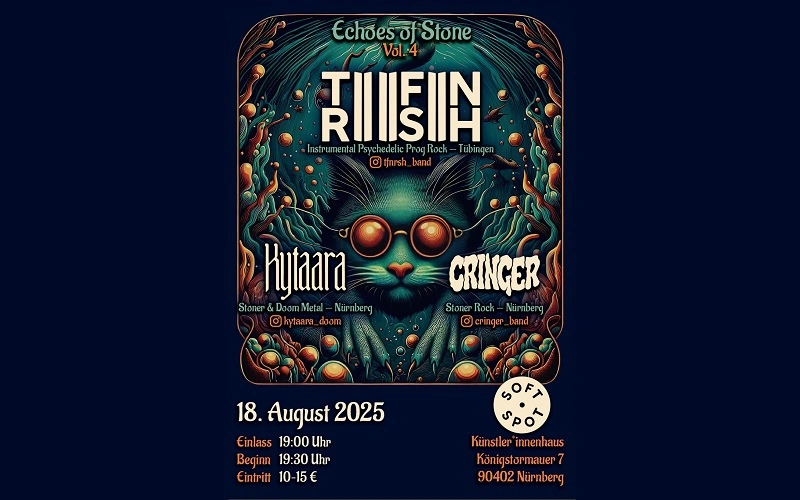 Echoes of Stone
Vol. 4
T|||F|N
R|||S|H
Instrumental Psychedelic Prog Rock – Tübingen
tfnrsh_band
Kytaara
Stoner & Doom Metal – Nürnberg
kytaara_doom
CRINGER
Stoner Rock – Nürnberg
cringer_band
SOFT
SPOT
18. August 2025
Einlass 19:00 Uhr
Beginn 19:30 Uhr
Eintritt 10-15 €
Künstler*innenhaus
Königstormauer 7
90402 Nürnberg